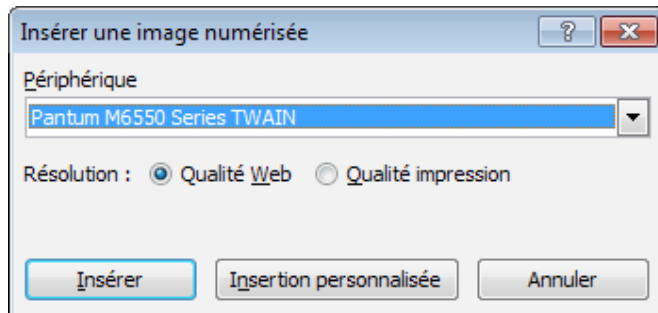 Insérer une image numérisée
Périphérique
Pantum M6550 Series TWAIN
Résolution : Qualité Web Qualité impression
Insérer Insertion personnalisée Annuler